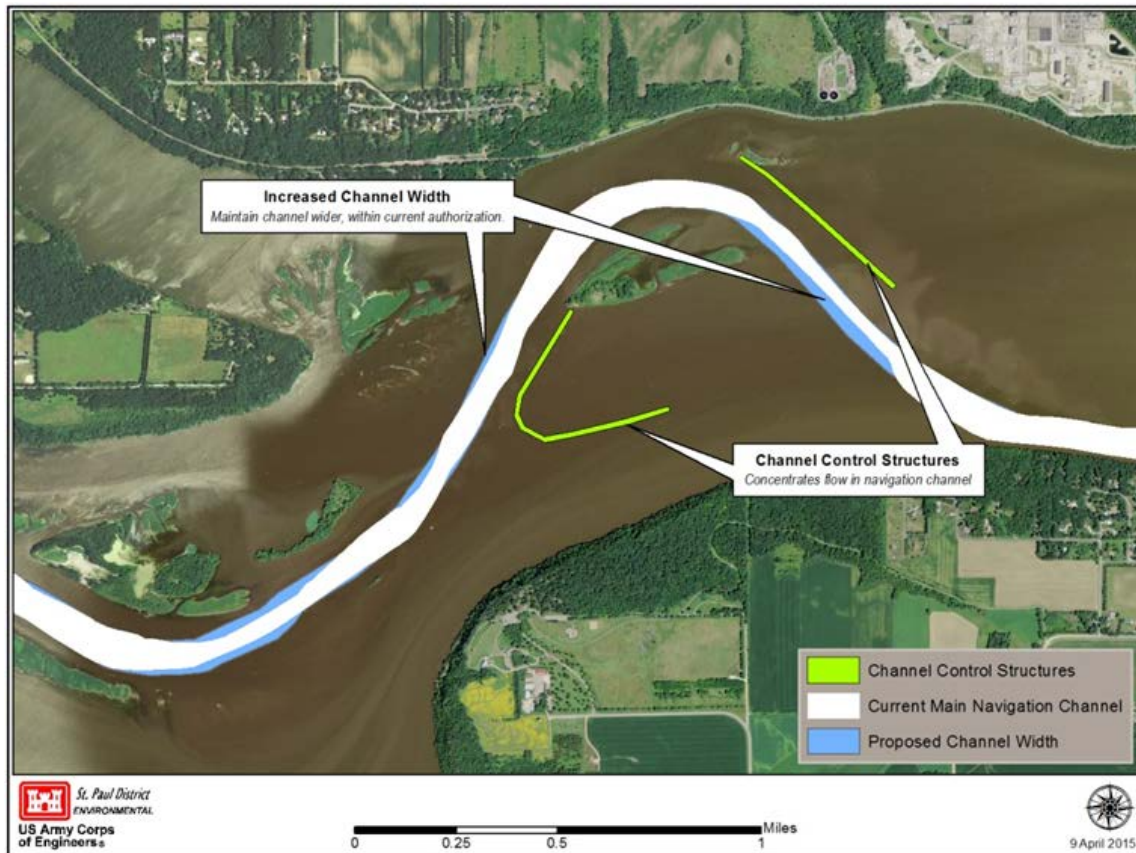 Increased Channel Width
Maintain channel wider, within current authorization.
Channel Control Structures
Concentrates flow in navigation channel
Channel Control Structures
Current Main Navigation Channel
Proposed Channel Width
St. Paul District
ENVIRONMENTAL
US Army Corps
of Engineers®
Miles
0 0.25 0.5 1
9 April 2015